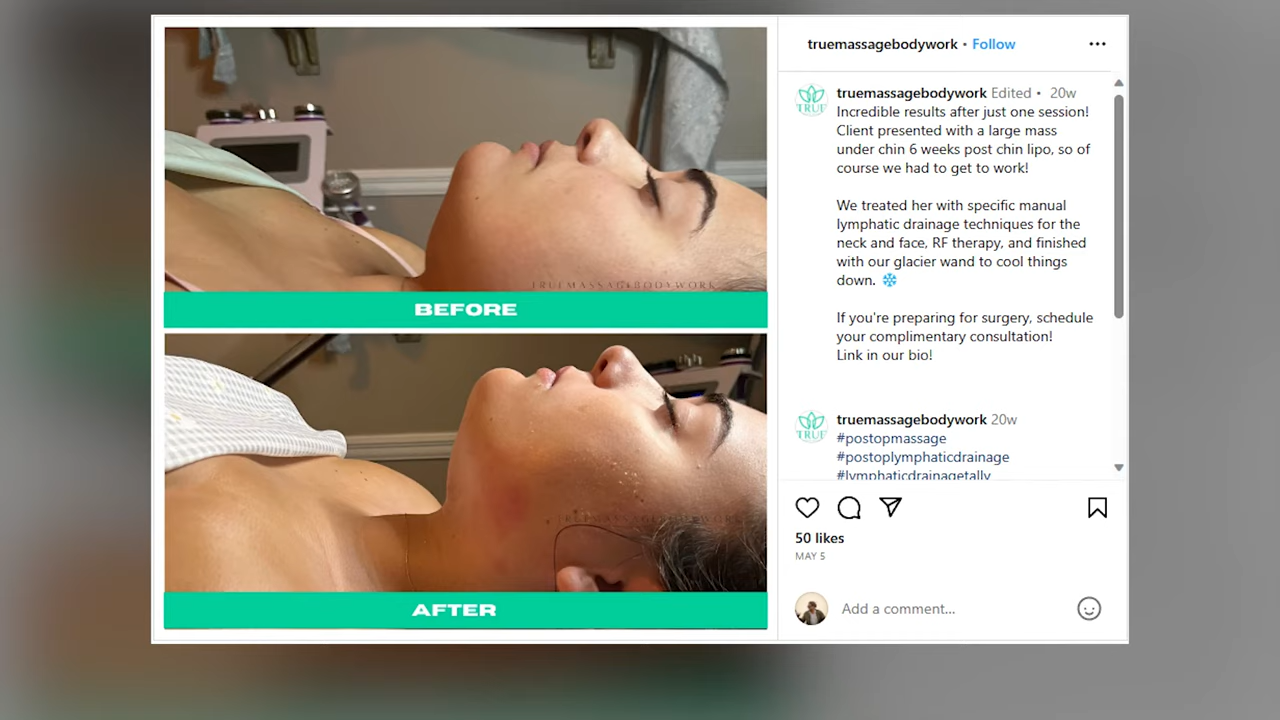 TRUEMASSAGEBODYWORK
BEFORE
AFTER
truemassagebodywork • Follow
truemassagebodywork Edited • 20w
Incredible results after just one session!
Client presented with a large mass
under chin 6 weeks post chin lipo, so of
course we had to get to work!
We treated her with specific manual
lymphatic drainage techniques for the
neck and face, RF therapy, and finished
with our glacier wand to cool things
down. ❄️
If you're preparing for surgery, schedule
your complimentary consultation!
Link in our bio!
TRUE
truemassagebodywork 20w
#postopmassage
#postoplymphaticdrainage
#lymphaticdrainagetally
TRUE
50 likes
MAY 5
Add a comment...